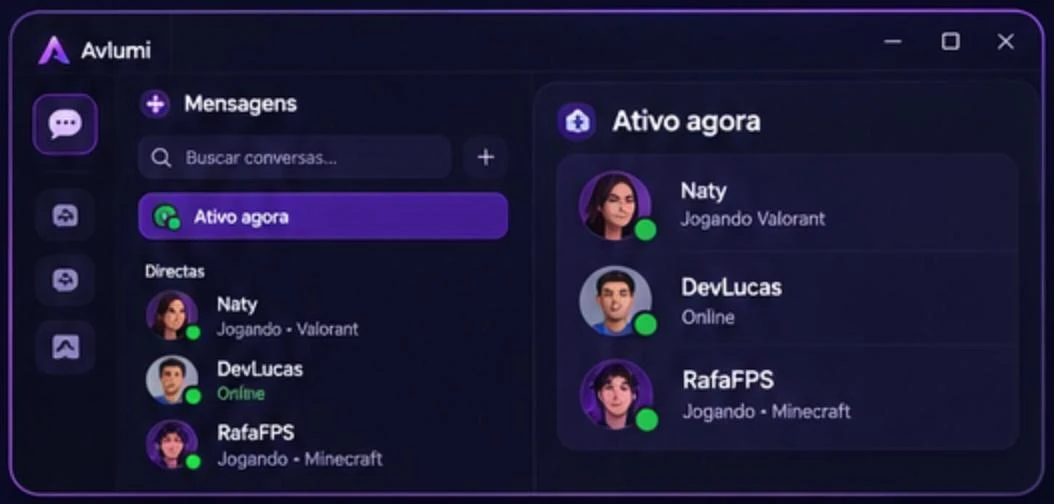 Avlumi
Mensagens
Buscar conversas...
Ativo agora
Directas
Naty
Jogando • Valorant
DevLucas
Online
RafaFPS
Jogando • Minecraft
Ativo agora
Naty
Jogando Valorant
DevLucas
Online
RafaFPS
Jogando • Minecraft